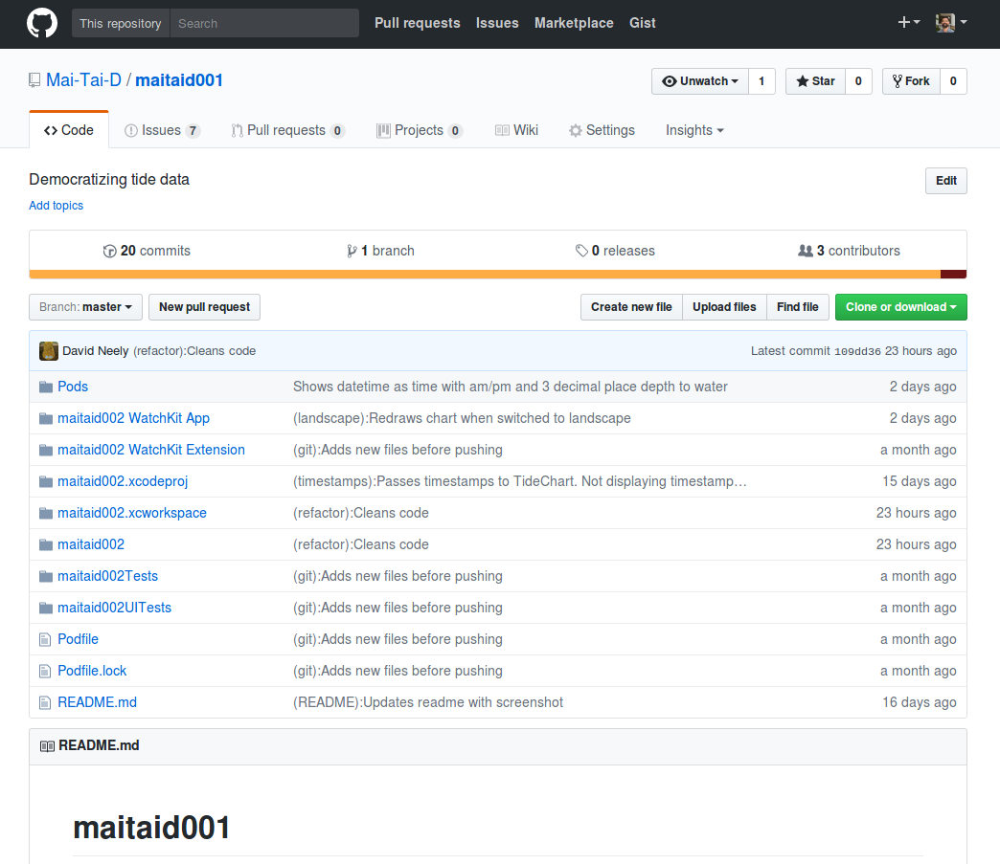 This repository Search Pull requests Issues Marketplace Gist
Mai-Tai-D / maitaid001 Unwatch 1 Star 0 Fork 0
Code Issues 7 Pull requests 0 Projects 0 Wiki Settings Insights
Democratizing tide data Edit
Add topics
20 commits 1 branch 0 releases 3 contributors
Branch: master New pull request Create new file Upload files Find file Clone or download
David Neely (refactor):Cleans code Latest commit 109dd36 23 hours ago
Pods Shows datetime as time with am/pm and 3 decimal place depth to water 2 days ago
maitaid002 WatchKit App (landscape):Redraws chart when switched to landscape 2 days ago
maitaid002 WatchKit Extension (git):Adds new files before pushing a month ago
maitaid002.xcodeproj (timestamps):Passes timestamps to TideChart. Not displaying timestamp… 15 days ago
maitaid002.xcworkspace (refactor):Cleans code 23 hours ago
maitaid002 (refactor):Cleans code 23 hours ago
maitaid002Tests (git):Adds new files before pushing a month ago
maitaid002UITests (git):Adds new files before pushing a month ago
Podfile (git):Adds new files before pushing a month ago
Podfile.lock (git):Adds new files before pushing a month ago
README.md (README):Updates readme with screenshot 16 days ago
README.md
maitaid001